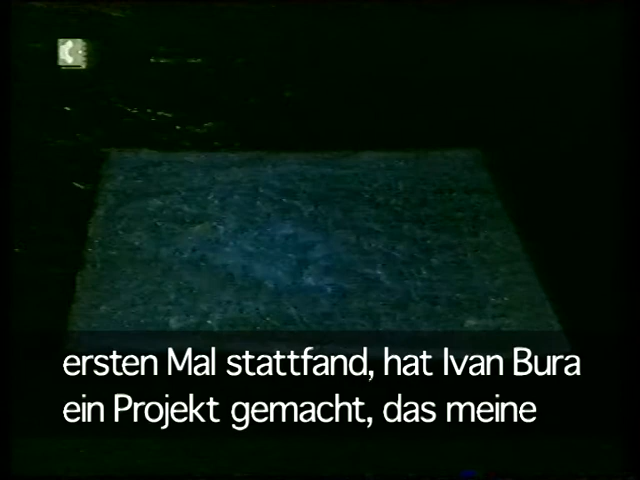 ersten Mal stattfand, hat Ivan Bura
ein Projekt gemacht, das meine